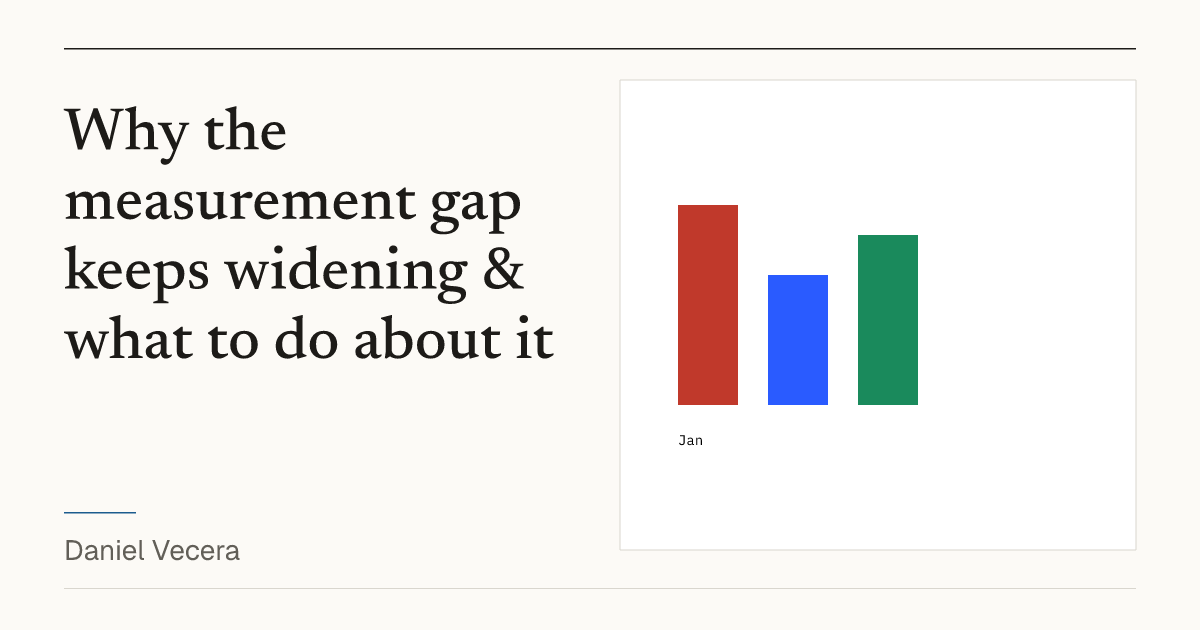 Why the
measurement gap
keeps widening &
what to do about it
Jan
Daniel Vecera